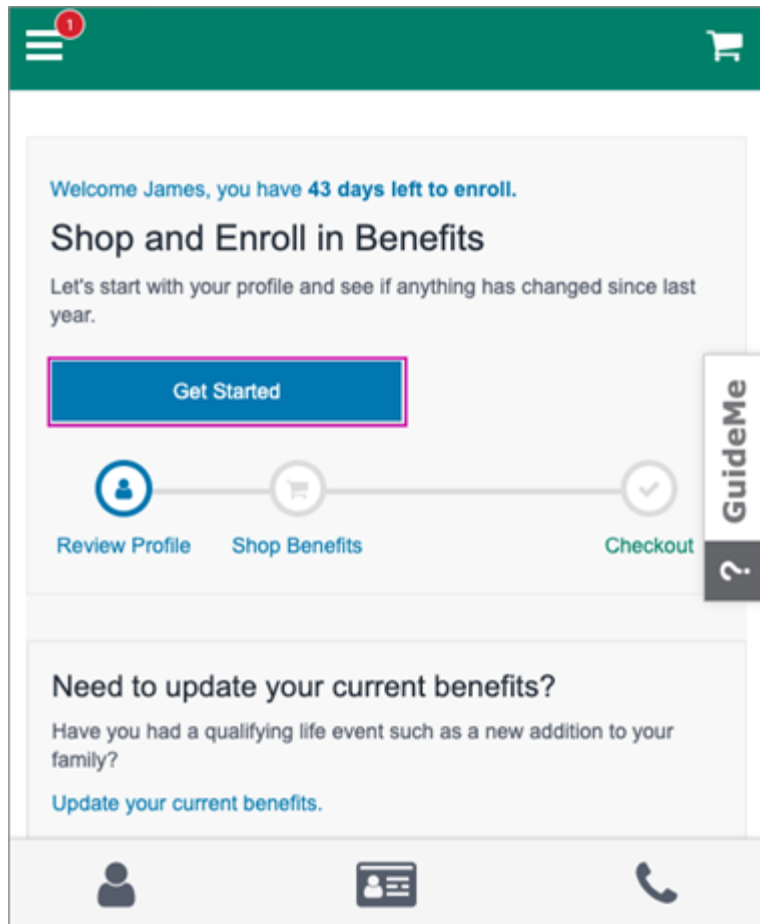 1
Welcome James, you have 43 days left to enroll.
Shop and Enroll in Benefits
Let's start with your profile and see if anything has changed since last
year.
Get Started
Review Profile
Shop Benefits
Checkout
GuideMe
?
Need to update your current benefits?
Have you had a qualifying life event such as a new addition to your
family?
Update your current benefits.